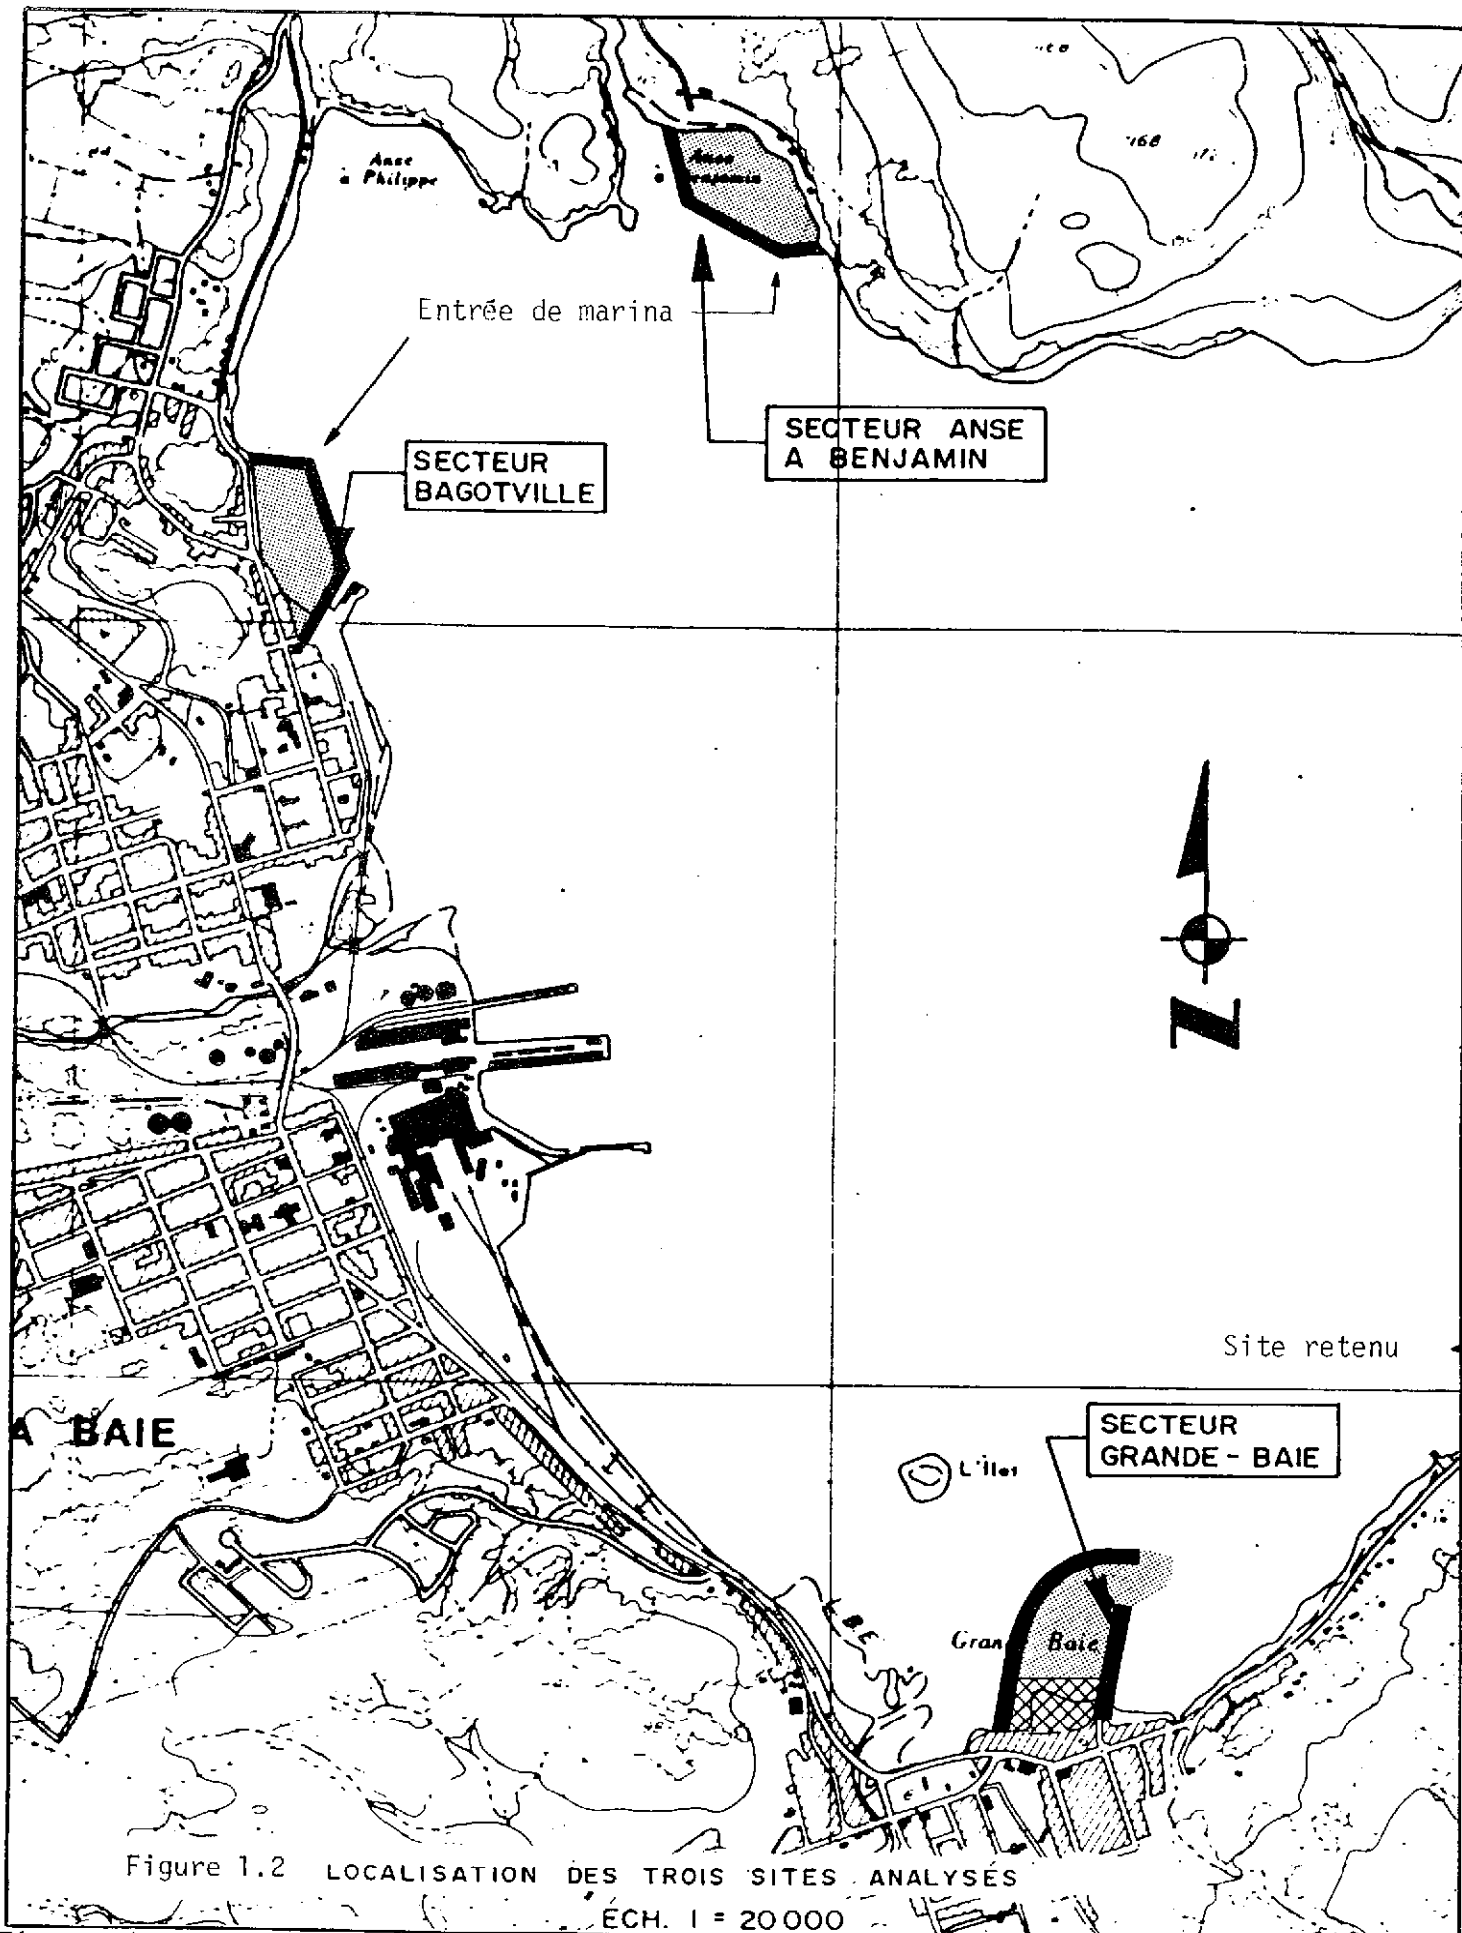 168
Anse
à Philippe
Anse
à
Entrée de marina
SECTEUR ANSE
A BENJAMIN
SECTEUR
BAGOTVILLE
N
Site retenu
A BAIE
SECTEUR
GRANDE - BAIE
L'Ilet
Baie
Figure 1.2 LOCALISATION DES TROIS SITES ANALYSÉS
ÉCH. 1 = 20 000